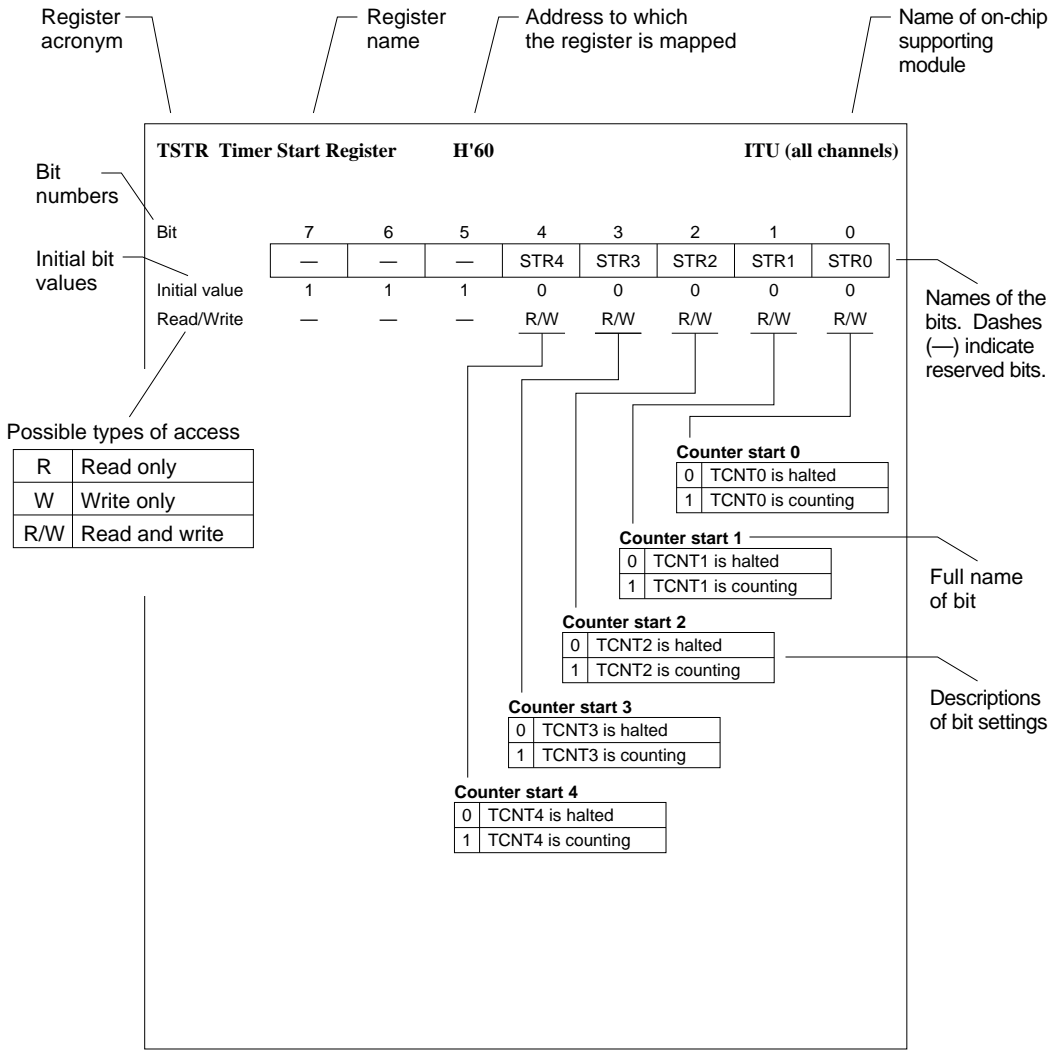 Register
acronym
Register
name
Address to which
the register is mapped
Name of on-chip
supporting
module
TSTR Timer Start Register H'60 ITU (all channels)
Bit
numbers
Bit 7 6 5 4 3 2 1 0
— — — STR4 STR3 STR2 STR1 STR0
Initial bit
values
Initial value 1 1 1 0 0 0 0 0
Read/Write — — — R/W R/W R/W R/W R/W
Names of the
bits. Dashes
(—) indicate
reserved bits.
Possible types of access
R Read only
W Write only
R/W Read and write
Counter start 0
0 TCNT0 is halted
1 TCNT0 is counting
Counter start 1
0 TCNT1 is halted
1 TCNT1 is counting
Full name
of bit
Counter start 2
0 TCNT2 is halted
1 TCNT2 is counting
Descriptions
of bit settings
Counter start 3
0 TCNT3 is halted
1 TCNT3 is counting
Counter start 4
0 TCNT4 is halted
1 TCNT4 is counting